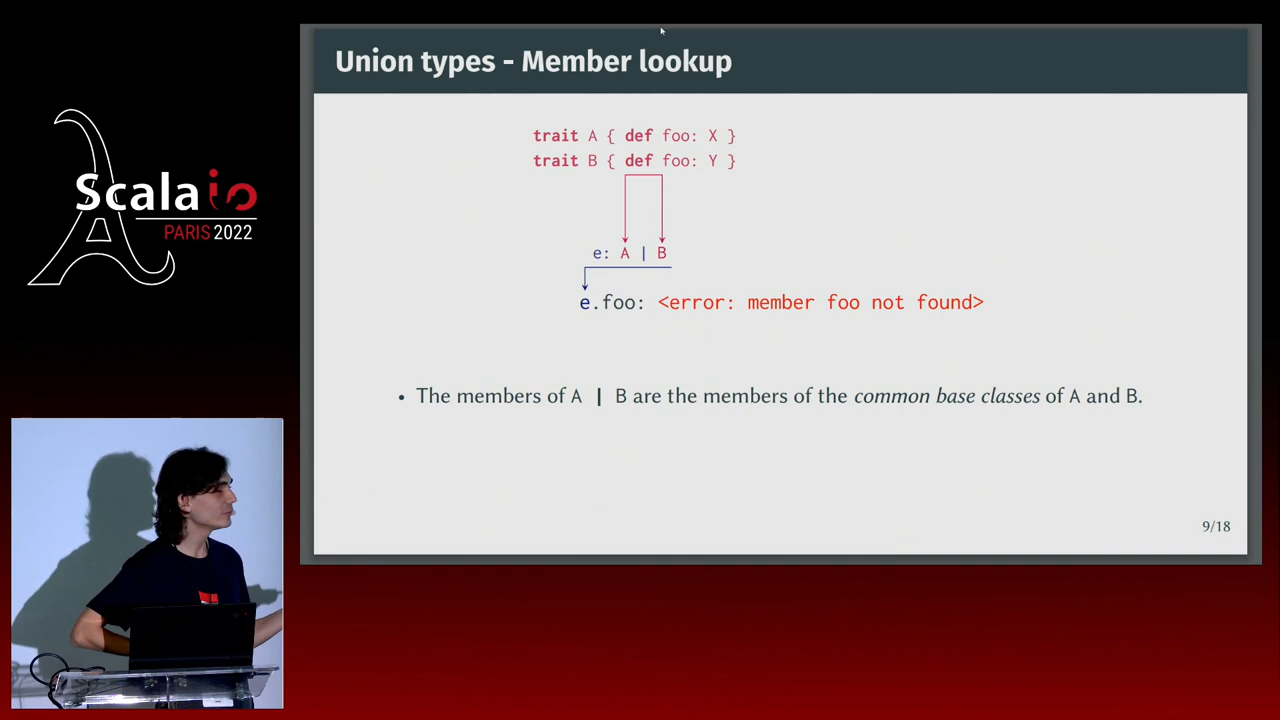 Scala io
PARIS 2022
Union types - Member lookup
trait A { def foo: X }
trait B { def foo: Y }
e: A | B
e.foo: <error: member foo not found>
• The members of A | B are the members of the common base classes of A and B.
9/18